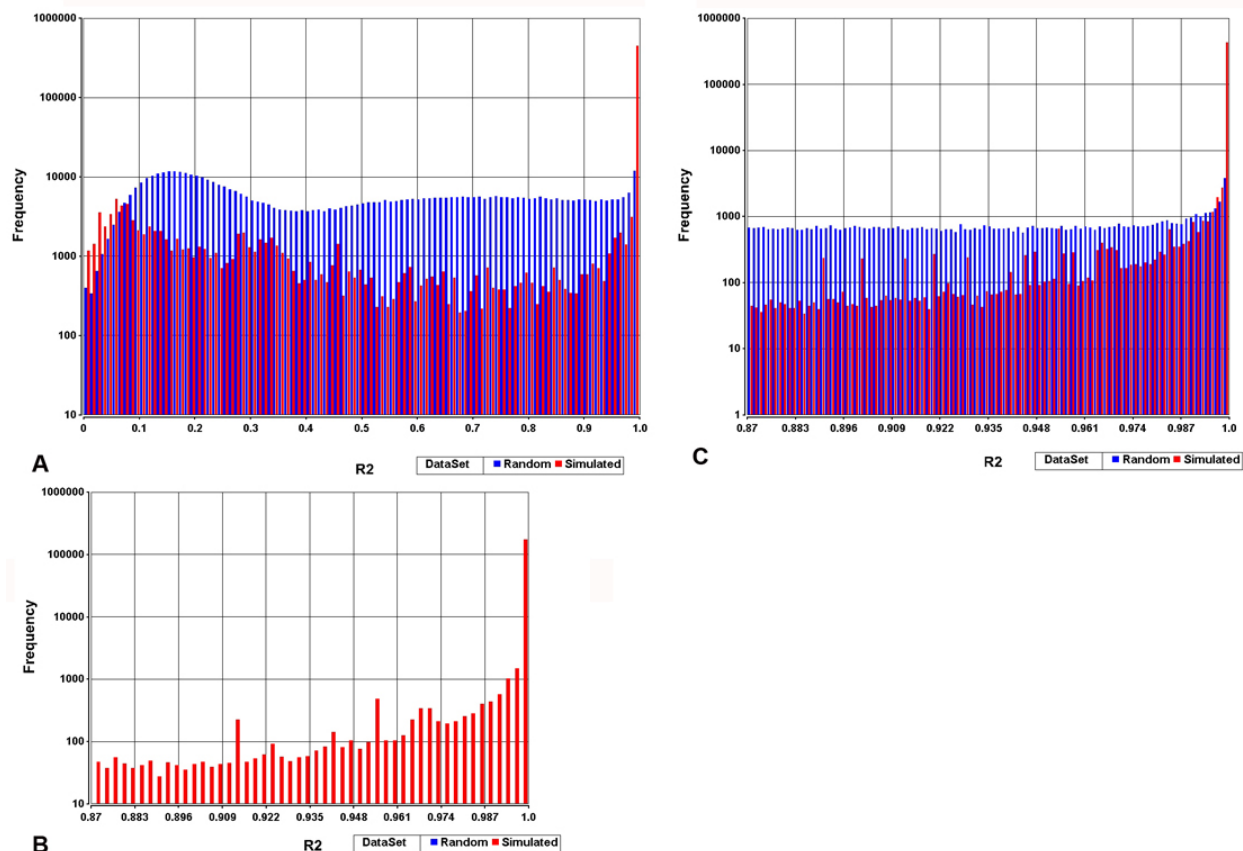 1000000
100000
10000
1000
100
10
Frequency
0 0.1 0.2 0.3 0.4 0.5 0.6 0.7 0.8 0.9 1.0
A
R2
DataSet Random Simulated
1000000
100000
10000
1000
100
10
1
Frequency
0.87 0.883 0.896 0.909 0.922 0.935 0.948 0.961 0.974 0.987 1.0
C
R2
DataSet Random Simulated
1000000
100000
10000
1000
100
10
Frequency
0.87 0.883 0.896 0.909 0.922 0.935 0.948 0.961 0.974 0.987 1.0
B
R2
DataSet Random Simulated